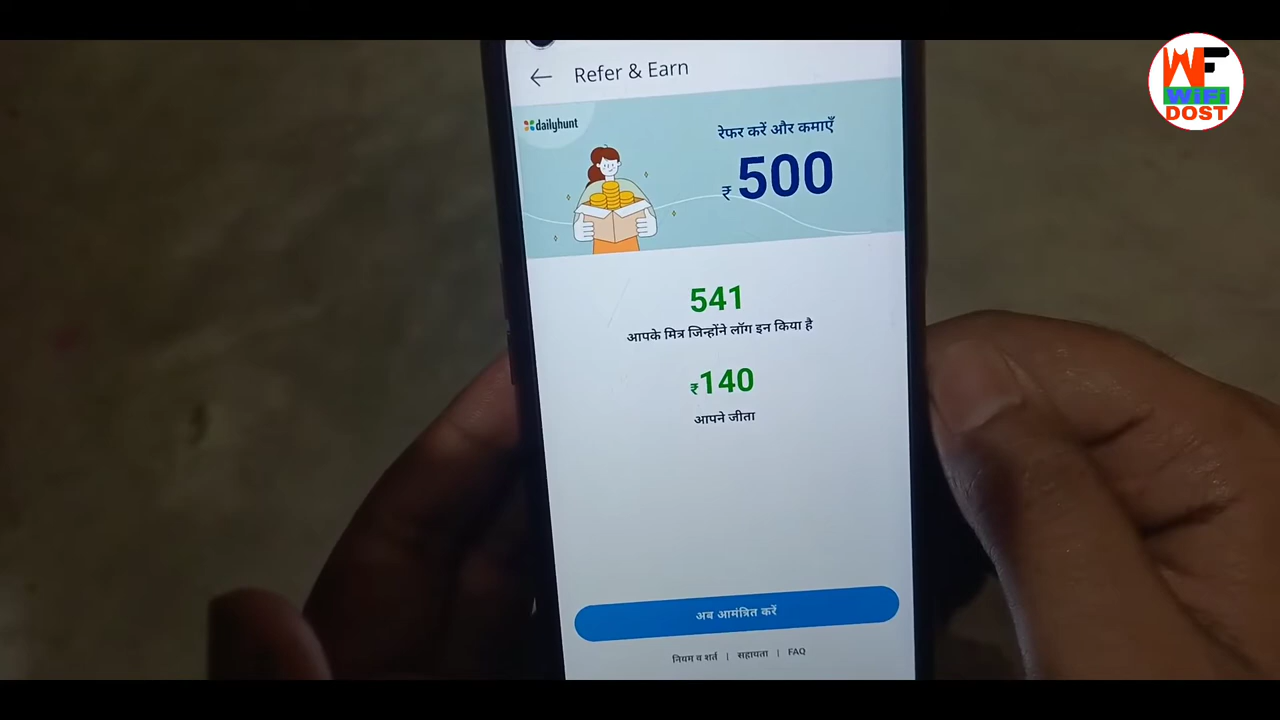 Refer & Earn
dailyhunt
रेफर करें और कमाएँ
₹ 500
541
आपके मित्र जिन्होंने लॉग इन किया है
₹140
आपने जीता
अब आमंत्रित करें
नियम व शर्त | सहायता | FAQ
WF
WiFi
DOST